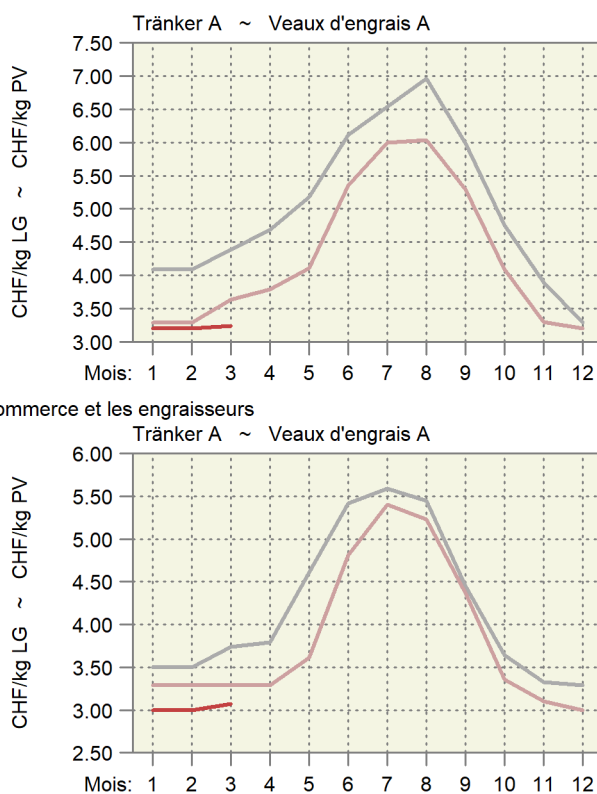 Tränker A ~ Veaux d'engrais A
CHF/kg LG ~ CHF/kg PV
7.50
7.00
6.50
6.00
5.50
5.00
4.50
4.00
3.50
3.00
Mois: 1 2 3 4 5 6 7 8 9 10 11 12
ommerce et les engraisseurs
Tränker A ~ Veaux d'engrais A
CHF/kg LG ~ CHF/kg PV
6.00
5.50
5.00
4.50
4.00
3.50
3.00
2.50
Mois: 1 2 3 4 5 6 7 8 9 10 11 12